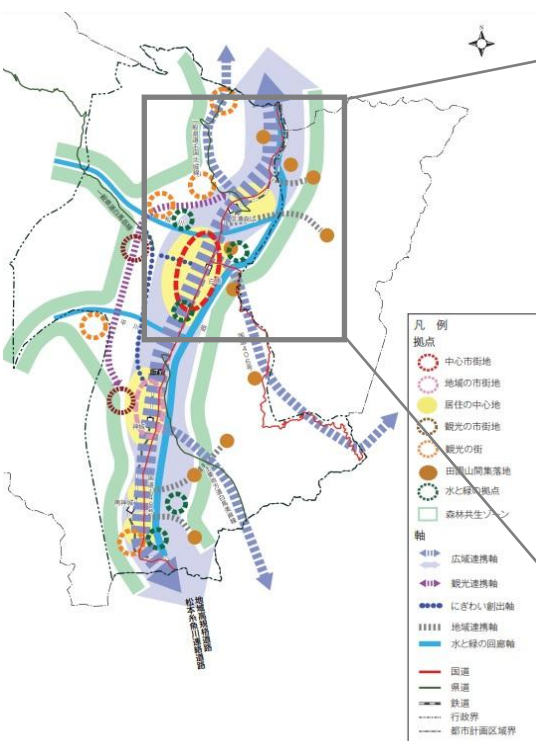 N
凡 例
拠点
中心市街地
地域の市街地
居住の中心地
観光の市街地
観光の街
田園山間集落地
水と緑の拠点
森林共生ゾーン
軸
広域連携軸
観光連携軸
にぎわい創出軸
地域連携軸
水と緑の回廊軸
国道
県道
鉄道
行政界
都市計画区域界
地域高規格道路
松本糸魚川連絡道路